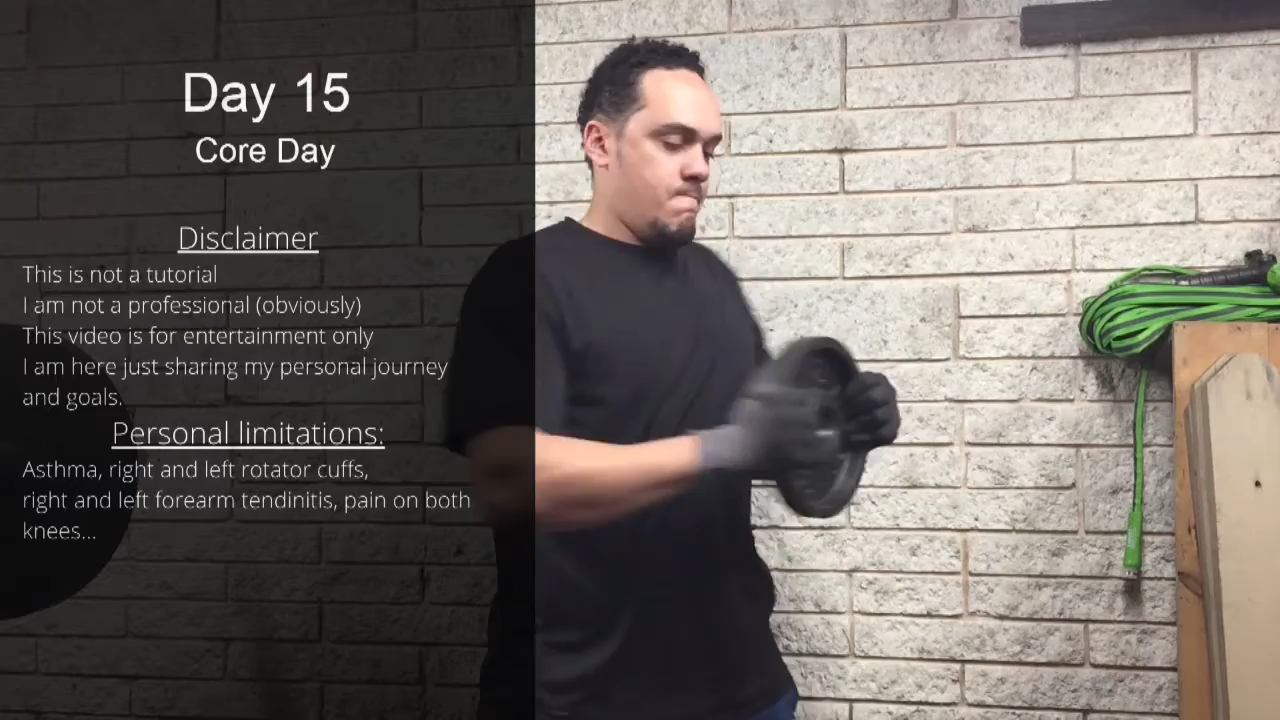 Day 15
Core Day
Disclaimer
This is not a tutorial
I am not a professional (obviously)
This video is for entertainment only
I am here just sharing my personal journey
and goals.
Personal limitations:
Asthma, right and left rotator cuffs,
right and left forearm tendinitis, pain on both
knees...